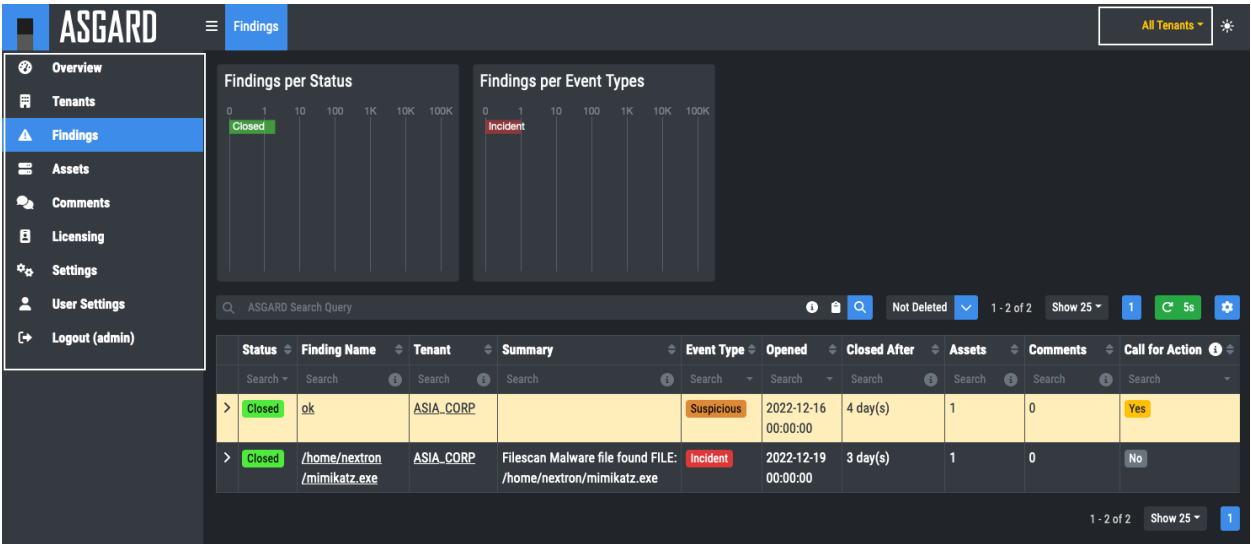 ASGARD
Findings
All Tenants
Overview
Tenants
Findings
Assets
Comments
Licensing
Settings
User Settings
Logout (admin)
Findings per Status
0 1 10 100 1K 10K 100K
Closed
Findings per Event Types
0 1 10 100 1K 10K 100K
Incident
ASGARD Search Query
Not Deleted
1 - 2 of 2
Show 25
1
5s
Status Finding Name Tenant Summary Event Type Opened Closed After Assets Comments Call for Action
Search Search Search Search Search Search Search Search Search Search
Closed ok ASIA_CORP Suspicious 2022-12-16 4 day(s) 1 0 Yes
00:00:00
Closed /home/nextron ASIA_CORP Filescan Malware file found FILE: Incident 2022-12-19 3 day(s) 1 0 No
/mimikatz.exe /home/nextron/mimikatz.exe 00:00:00
1 - 2 of 2 Show 25 1